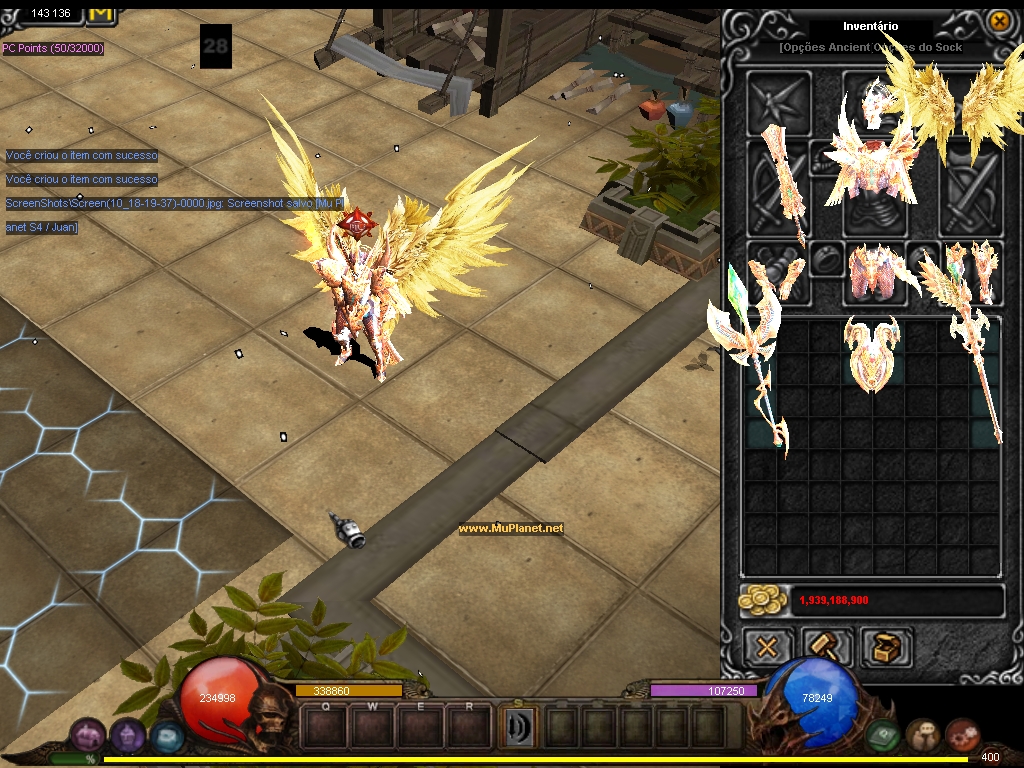 143 136
PC Points (50/32000)
28
Inventário
[Opções Ancient Opções do Sock
Você criou o item com sucesso
Você criou o item com sucesso
ScreenShots\Screen(10_18-19-37)-0000.jpg: Screenshot salvo [Mu Pl
anet S4 / Juan]
www.MuPlanet.net
1,939,188,900
234998
338860
107250
78249
Q W E R
%
400